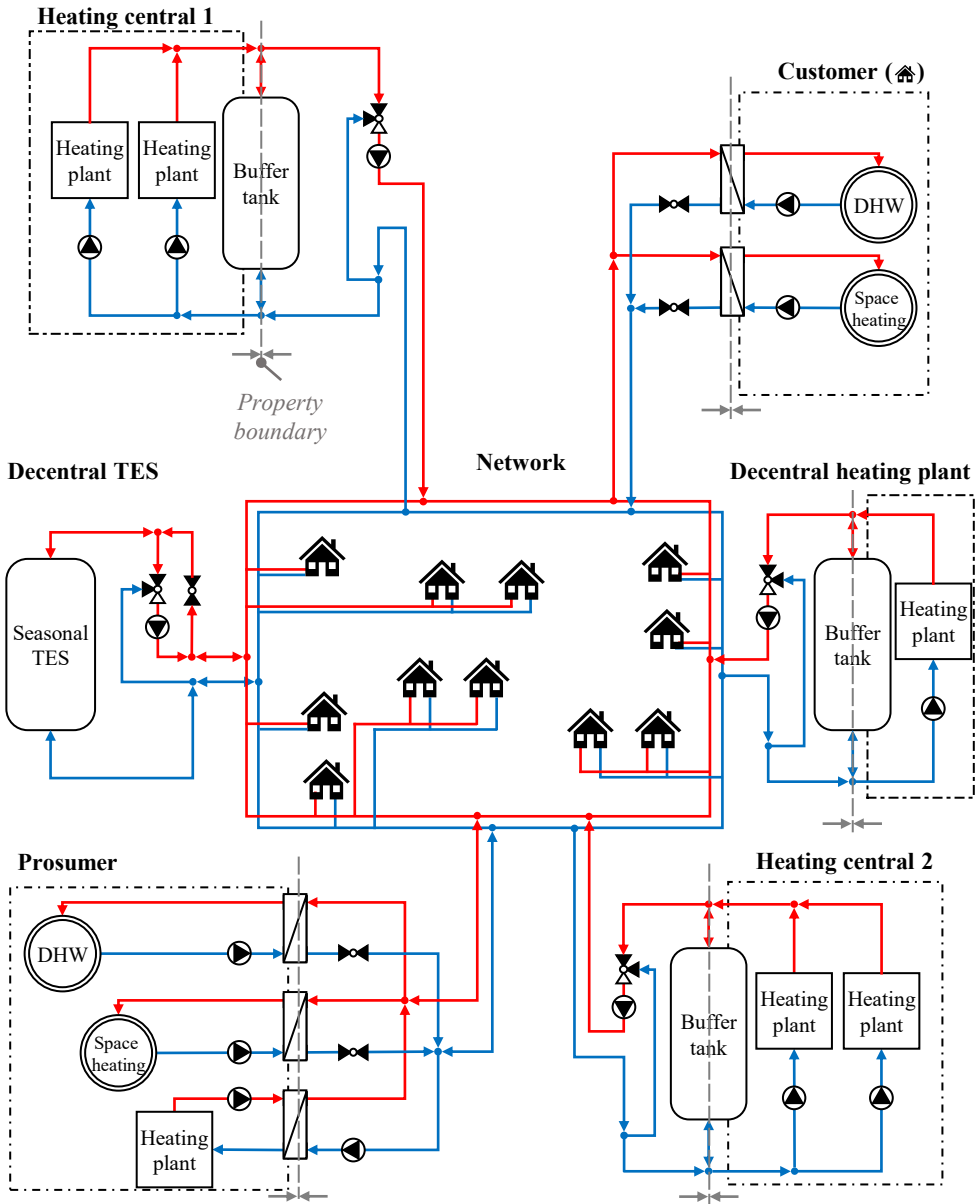 Heating central 1
Heating
plant
Heating
plant
Buffer
tank
Property
boundary
Customer ( )
DHW
Space
heating
Decentral TES
Seasonal
TES
Network
Decentral heating plant
Buffer
tank
Heating
plant
Prosumer
DHW
Space
heating
Heating
plant
Heating central 2
Buffer
tank
Heating
plant
Heating
plant